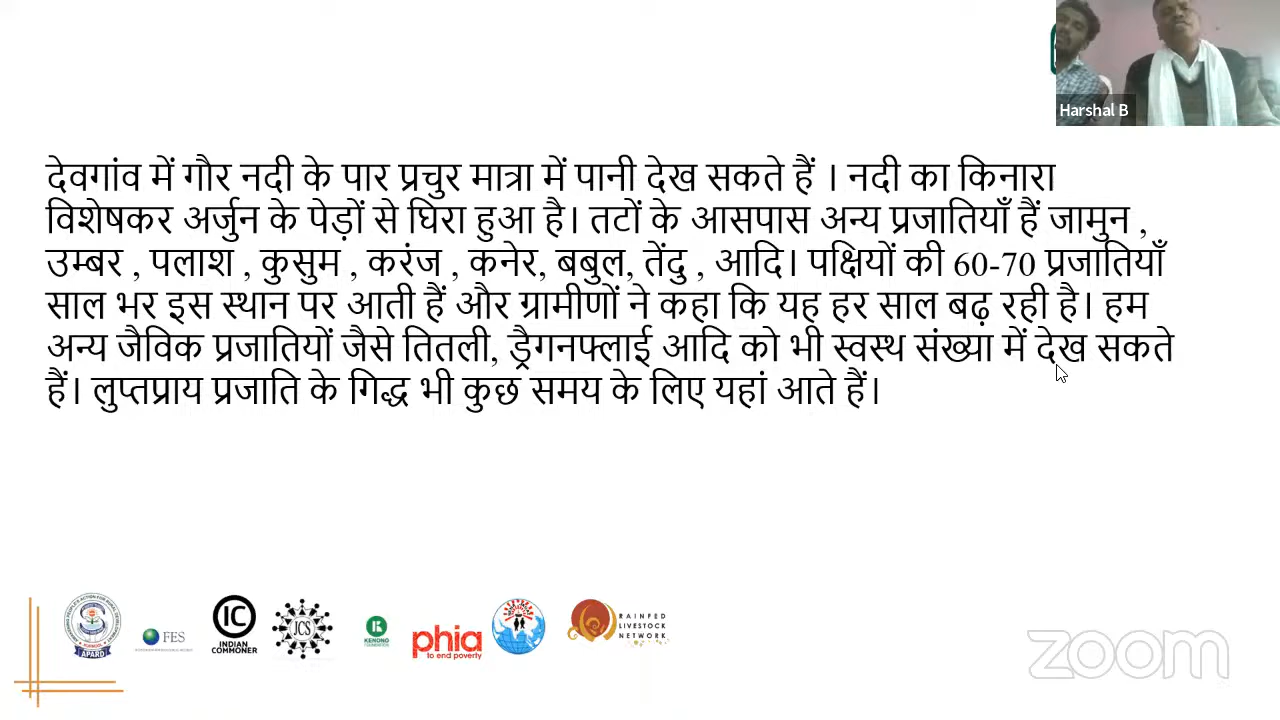 Harshal B
देवगांव में गौर नदी के पार प्रचुर मात्रा में पानी देख सकते हैं । नदी का किनारा
विशेषकर अर्जुन के पेड़ों से घिरा हुआ है। तटों के आसपास अन्य प्रजातियाँ हैं जामुन ,
उम्बर , पलाश , कुसुम , करंज , कनेर, बबुल, तेंदु , आदि। पक्षियों की 60-70 प्रजातियाँ
साल भर इस स्थान पर आती हैं और ग्रामीणों ने कहा कि यह हर साल बढ़ रही है। हम
अन्य जैविक प्रजातियों जैसे तितली, ड्रैगनफ्लाई आदि को भी स्वस्थ संख्या में देख सकते
हैं। लुप्तप्राय प्रजाति के गिद्ध भी कुछ समय के लिए यहां आते हैं।
APARD
FES
IC
INDIAN
COMMONER
JCS
K
KENONO
phia
to end poverty
RAINFED
LIVESTOCK
NETWORK
zoom